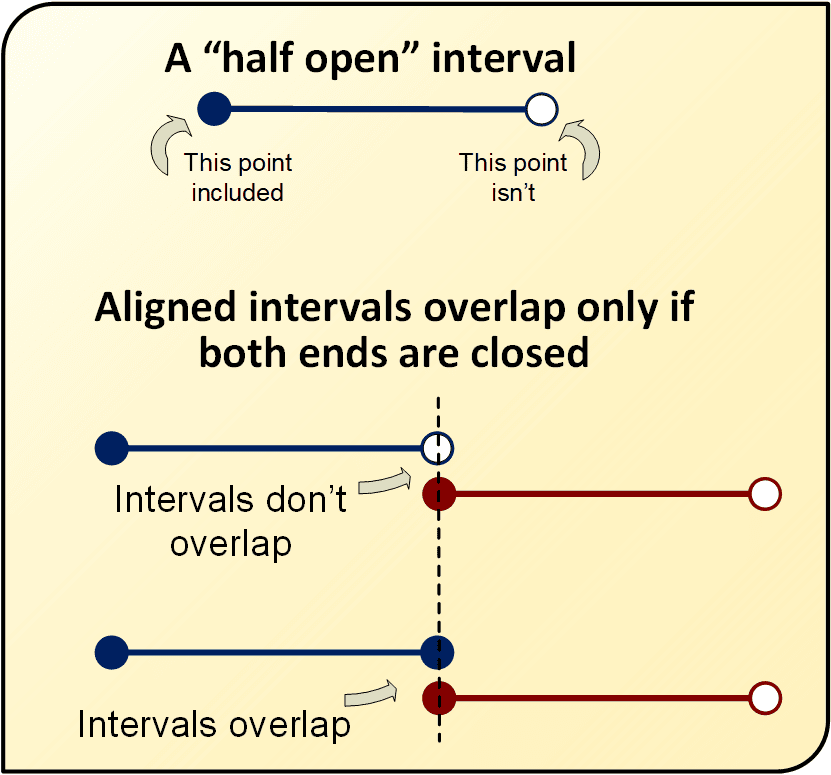 A “half open” interval
This point
included
This point
isn’t
Aligned intervals overlap only if
both ends are closed
Intervals don’t
overlap
Intervals overlap